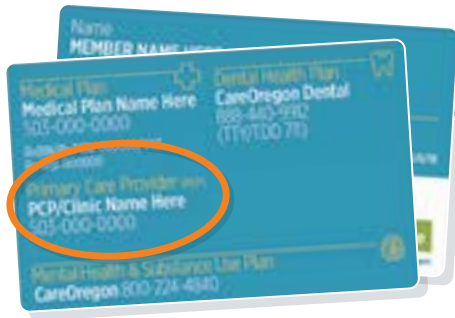 Name
MEMBER NAME HERE
Medical Plan
Medical Plan Name Here
503-000-0000
Dental Health Plan
CareOregon Dental
888-440-9912
(TTY/TDD 711)
Primary Care Provider
PCP/Clinic Name Here
503-000-0000
Mental Health & Substance Use Plan
CareOregon 800-224-4840